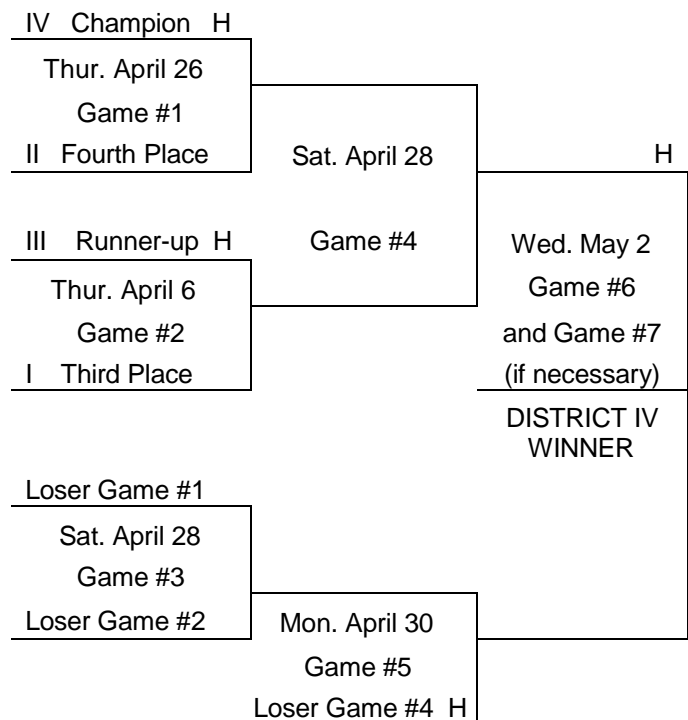 IV Champion H
Thur. April 26
Game #1
II Fourth Place
Sat. April 28
H
III Runner-up H
Game #4
Wed. May 2
Thur. April 6
Game #6
Game #2
and Game #7
I Third Place
(if necessary)
DISTRICT IV
WINNER
Loser Game #1
Sat. April 28
Game #3
Loser Game #2
Mon. April 30
Game #5
Loser Game #4 H